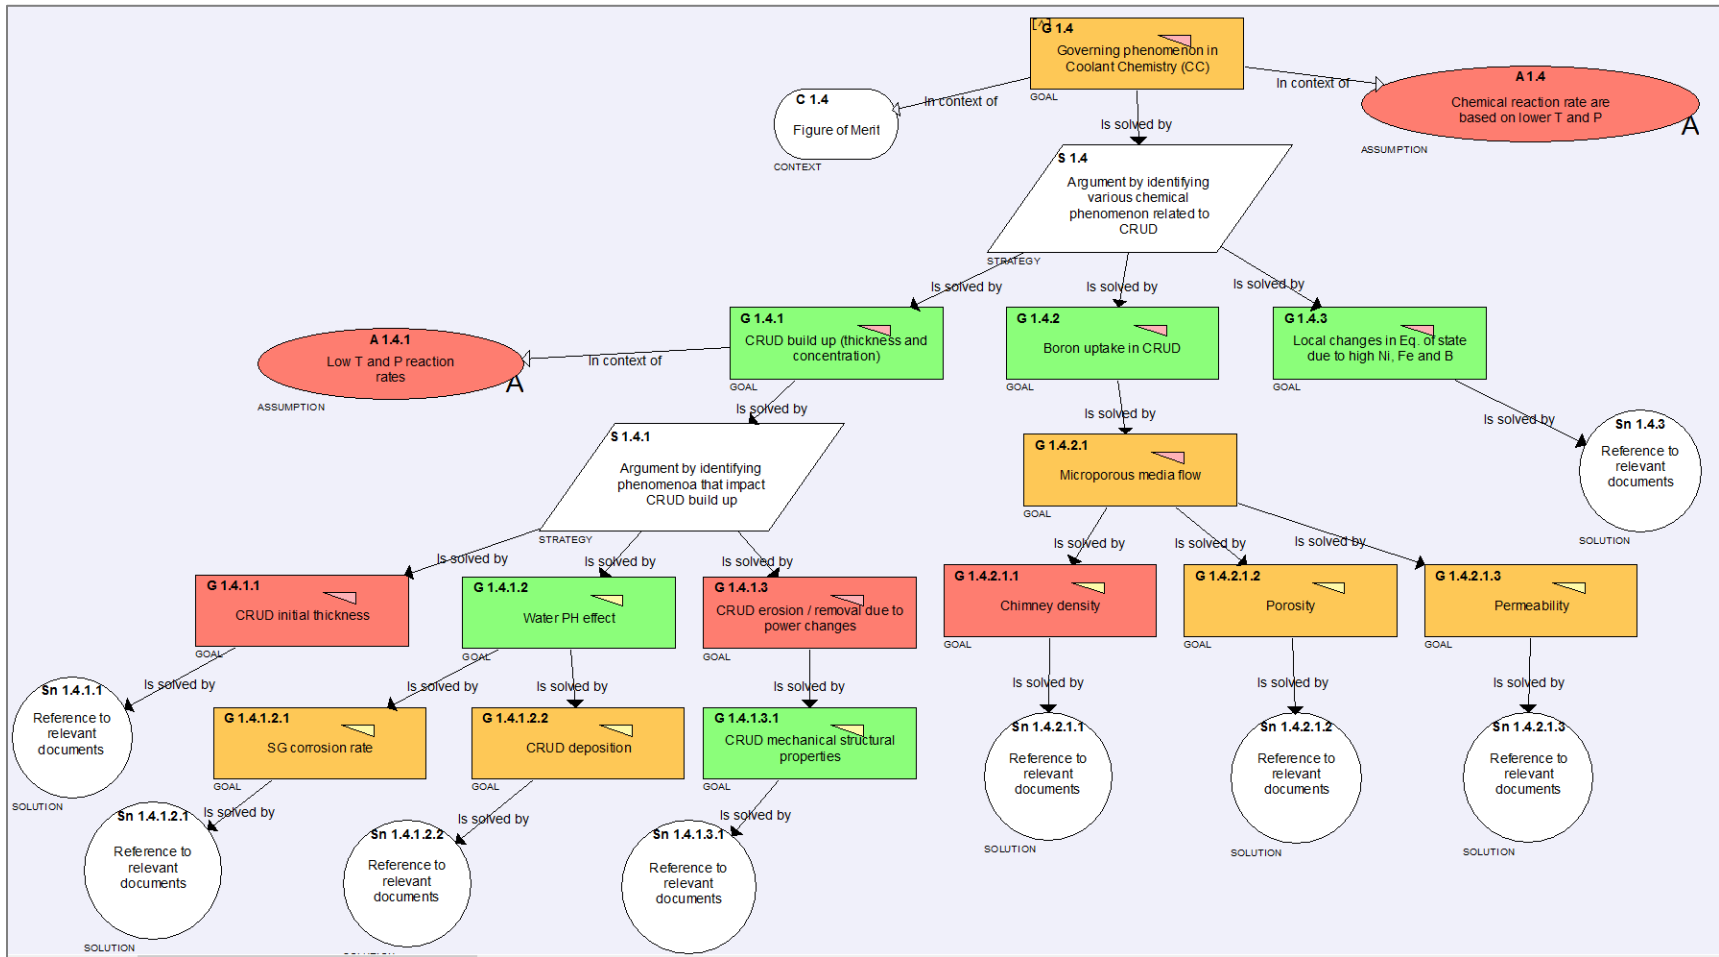 [^]
G 1.4
Governing phenomenon in
Coolant Chemistry (CC)
GOAL
In context of
In context of
A 1.4
Chemical reaction rate are
based on lower T and P
A
ASSUMPTION
C 1.4
Figure of Merit
CONTEXT
Is solved by
S 1.4
Argument by identifying
various chemical
phenomenon related to
CRUD
STRATEGY
Is solved by
Is solved by
Is solved by
G 1.4.1
CRUD build up (thickness and
concentration)
GOAL
G 1.4.2
Boron uptake in CRUD
GOAL
G 1.4.3
Local changes in Eq. of state
due to high Ni, Fe and B
GOAL
A 1.4.1
Low T and P reaction
rates
A
ASSUMPTION
In context of
Is solved by
Is solved by
Is solved by
S 1.4.1
Argument by identifying
phenomenoa that impact
CRUD build up
STRATEGY
G 1.4.2.1
Microporous media flow
GOAL
Sn 1.4.3
Reference to
relevant
documents
SOLUTION
Is solved by
Is solved by
Is solved by
Is solved by
Is solved by
Is solved by
G 1.4.1.1
CRUD initial thickness
GOAL
G 1.4.1.2
Water PH effect
GOAL
G 1.4.1.3
CRUD erosion / removal due to
power changes
GOAL
G 1.4.2.1.1
Chimney density
GOAL
G 1.4.2.1.2
Porosity
GOAL
G 1.4.2.1.3
Permeability
GOAL
Is solved by
Is solved by
Is solved by
Is solved by
Is solved by
Is solved by
Is solved by
Sn 1.4.1.1
Reference to
relevant
documents
SOLUTION
G 1.4.1.2.1
SG corrosion rate
GOAL
G 1.4.1.2.2
CRUD deposition
GOAL
G 1.4.1.3.1
CRUD mechanical structural
properties
GOAL
Sn 1.4.2.1.1
Reference to
relevant
documents
SOLUTION
Sn 1.4.2.1.2
Reference to
relevant
documents
SOLUTION
Sn 1.4.2.1.3
Reference to
relevant
documents
SOLUTION
Is solved by
Is solved by
Is solved by
Sn 1.4.1.2.1
Reference to
relevant
documents
SOLUTION
Sn 1.4.1.2.2
Reference to
relevant
documents
Sn 1.4.1.3.1
Reference to
relevant
documents